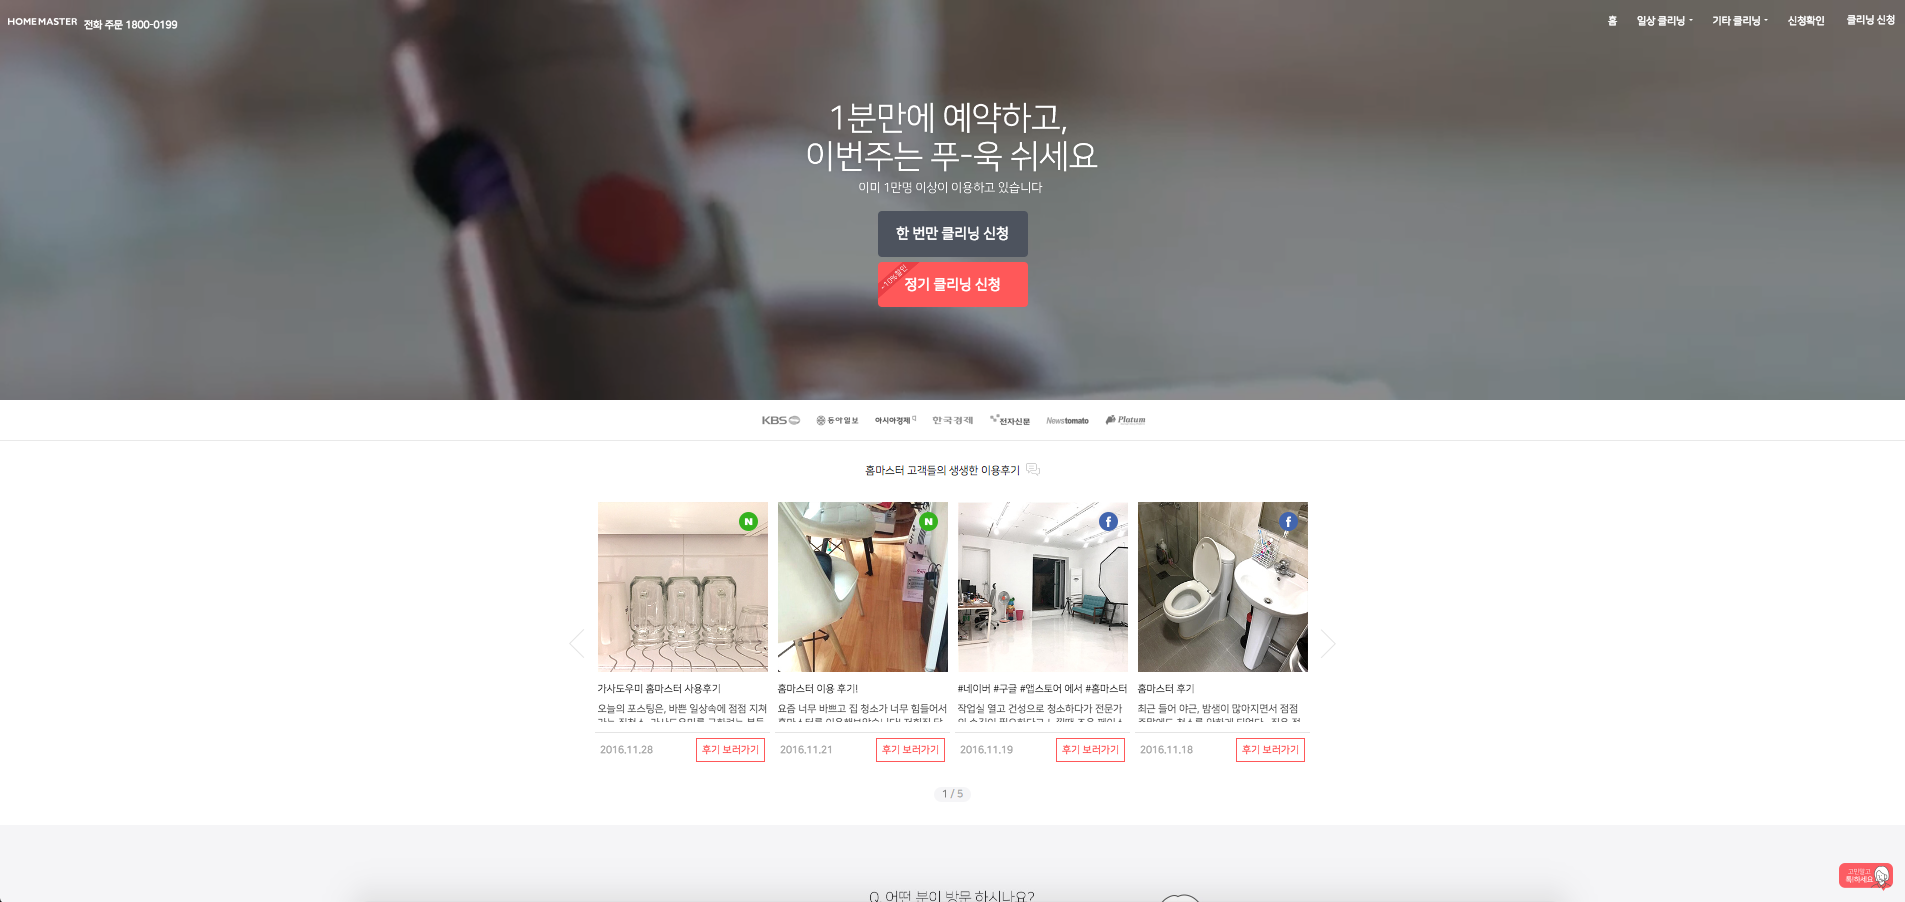 HOMEMASTER 전화 주문 1800-0199
홈 일상 클리닝 기타 클리닝 신청확인 클리닝 신청
1분만에 예약하고,
이번주는 푸-욱 쉬세요
이미 1만명 이상이 이용하고 있습니다
한 번만 클리닝 신청
~10%할인
정기 클리닝 신청
KBS 동아일보 아시아경제 한국경제 전자신문 Newstomato Platum
홈마스터 고객들의 생생한 이용후기
가사도우미 홈마스터 사용후기
오늘의 포스팅은, 바쁜 일상속에 점점 지쳐
2016.11.28 후기 보러가기
홈마스터 이용 후기!
요즘 너무 바쁘고 집 청소가 너무 힘들어서
2016.11.21 후기 보러가기
#네이버 #구글 #앱스토어 에서 #홈마스터
작업실 열고 건성으로 청소하다가 전문가
2016.11.19 후기 보러가기
홈마스터 후기
최근 들어 야근, 밤샘이 많아지면서 점점
2016.11.18 후기 보러가기
1 / 5
Q. 어떤 분이 방문 하시나요?
고민말고
톡!하세요